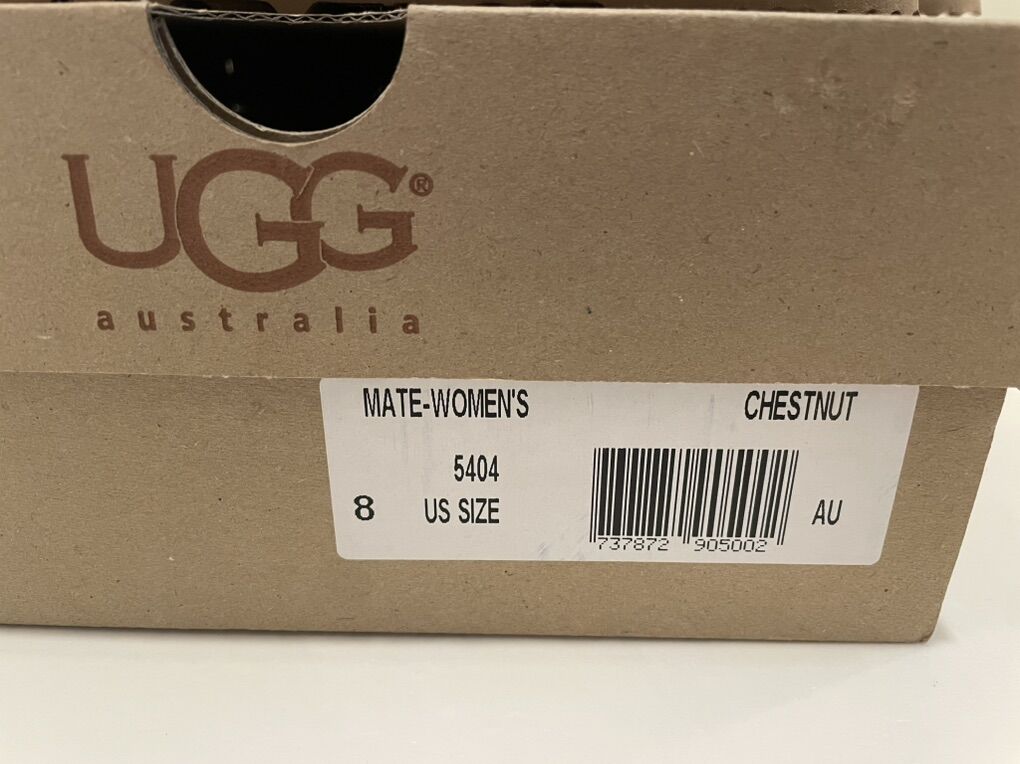 UGG®
australia
MATE-WOMEN'S CHESTNUT
5404
8 US SIZE AU
737872 905002